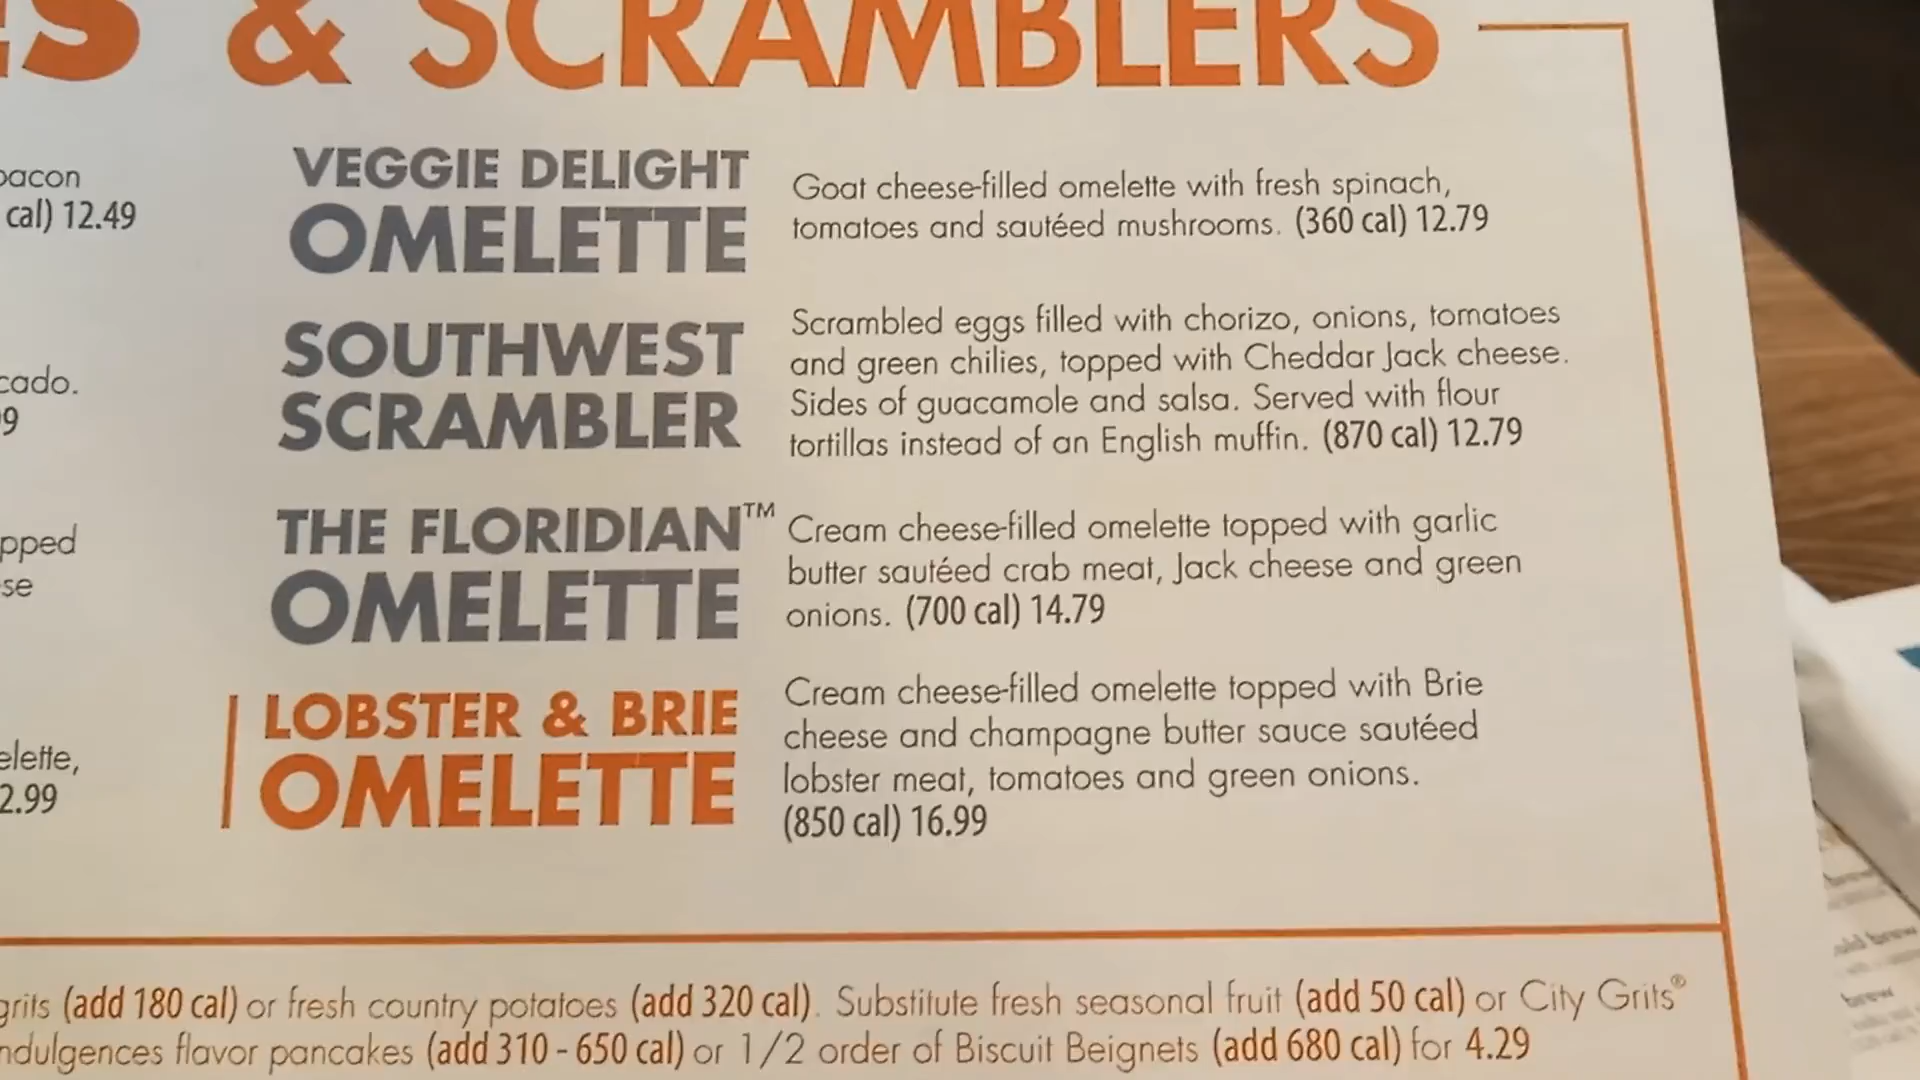 & SCRAMBLERS
bacon
cal) 12.49
9
pped
se
elette,
2.99
VEGGIE DELIGHT
OMELETTE
Goat cheese-filled omelette with fresh spinach,
tomatoes and sautéed mushrooms. (360 cal) 12.79
SOUTHWEST
SCRAMBLER
Scrambled eggs filled with chorizo, onions, tomatoes
and green chilies, topped with Cheddar Jack cheese.
Sides of guacamole and salsa. Served with flour
tortillas instead of an English muffin. (870 cal) 12.79
THE FLORIDIAN™
OMELETTE
Cream cheese-filled omelette topped with garlic
butter sautéed crab meat, Jack cheese and green
onions. (700 cal) 14.79
LOBSTER & BRIE
OMELETTE
Cream cheese-filled omelette topped with Brie
cheese and champagne butter sauce sautéed
lobster meat, tomatoes and green onions.
(850 cal) 16.99
grits (add 180 cal) or fresh country potatoes (add 320 cal). Substitute fresh seasonal fruit (add 50 cal) or City Grits®
ndulgences flavor pancakes (add 310 - 650 cal) or 1/2 order of Biscuit Beignets (add 680 cal) for 4.29